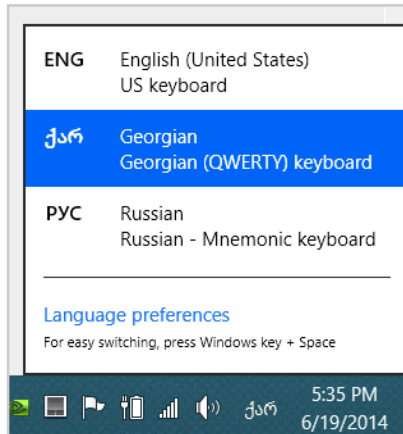 ENG English (United States)
US keyboard
ქარ Georgian
Georgian (QWERTY) keyboard
РУС Russian
Russian - Mnemonic keyboard
Language preferences
For easy switching, press Windows key + Space
ქარ 5:35 PM
6/19/2014